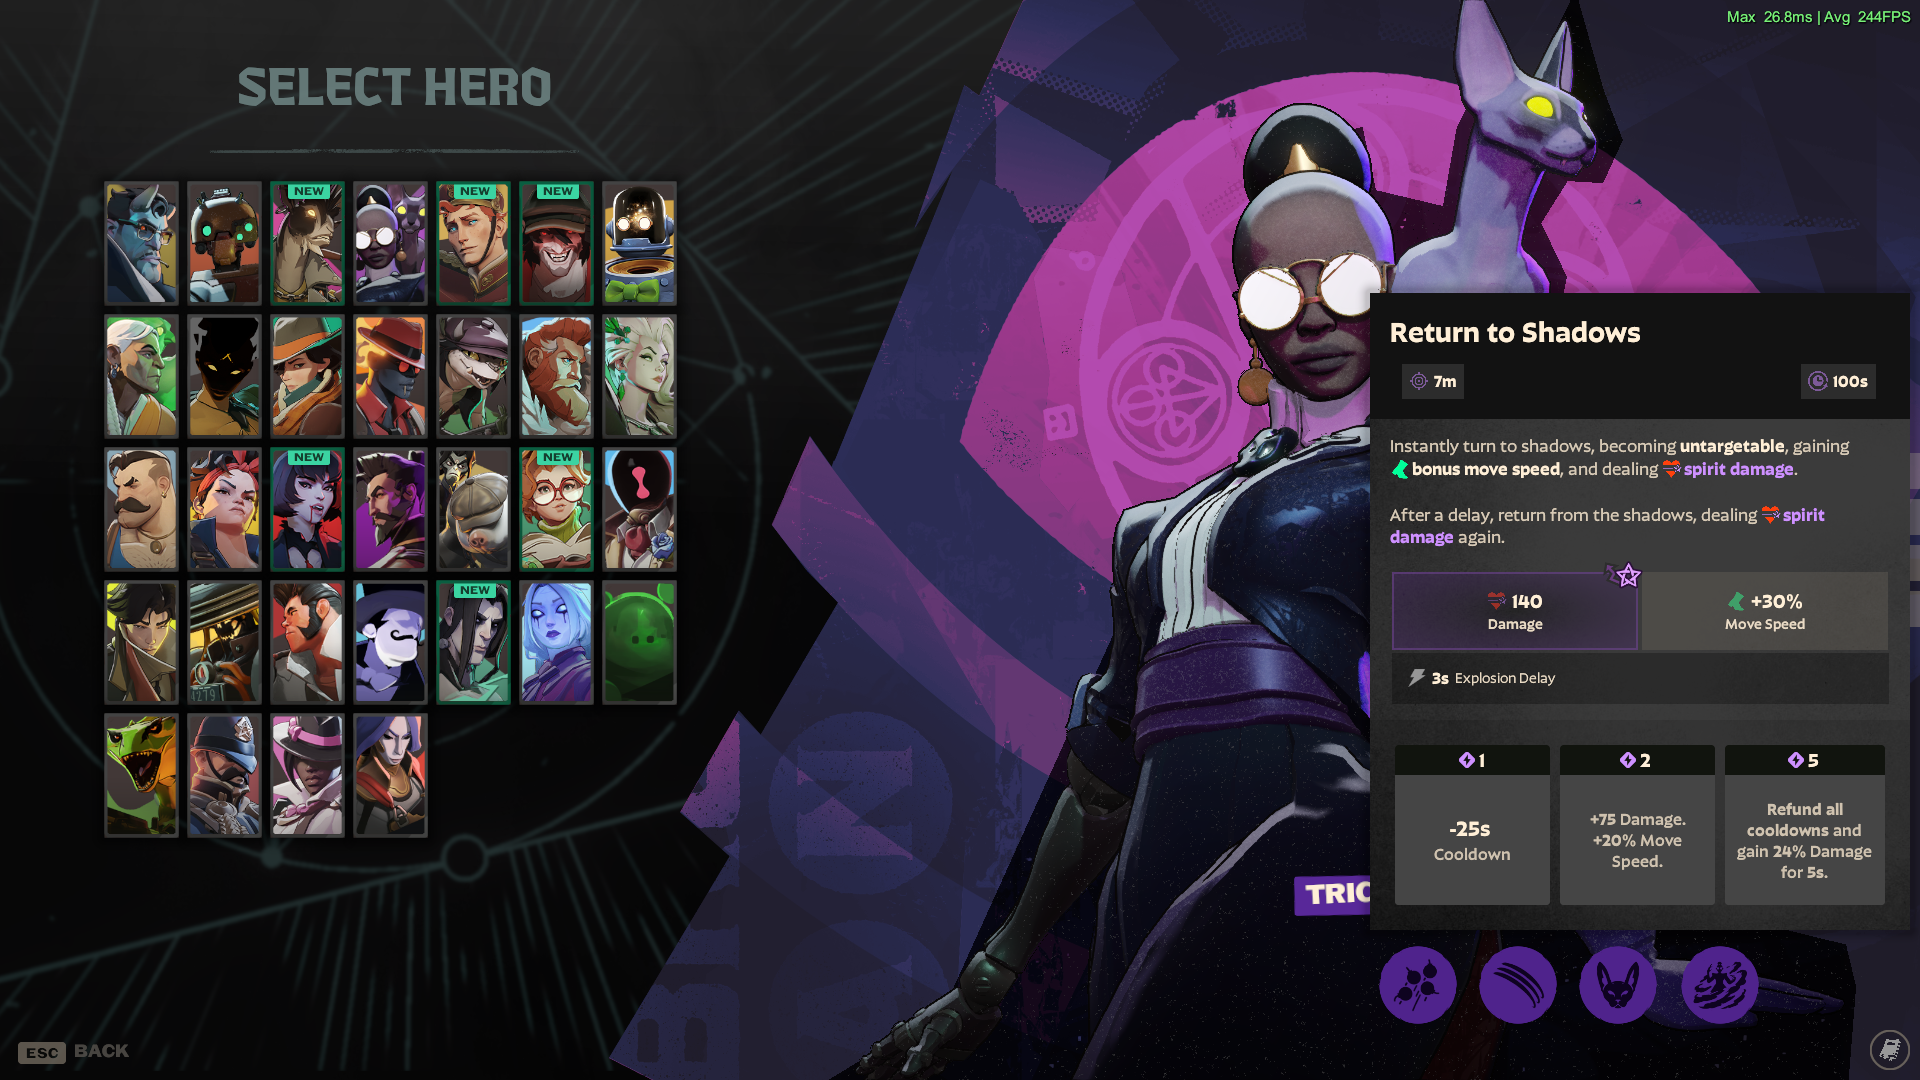 Max 26.8ms | Avg 244FPS
SELECT HERO
NEW
NEW
NEW
NEW
NEW
NEW
4279
Return to Shadows
7m
100s
Instantly turn to shadows, becoming untargetable, gaining
bonus move speed, and dealing spirit damage.
After a delay, return from the shadows, dealing spirit
damage again.
140
Damage
+30%
Move Speed
3s Explosion Delay
1
-25s
Cooldown
2
+75 Damage.
+20% Move
Speed.
5
Refund all
cooldowns and
gain 24% Damage
for 5s.
TRIC
ESC BACK